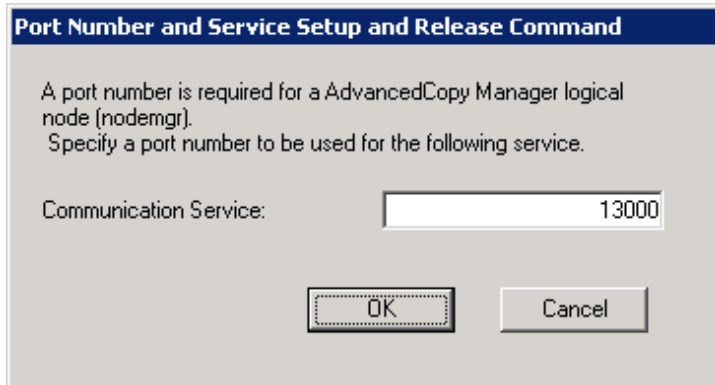 Port Number and Service Setup and Release Command
A port number is required for a AdvancedCopy Manager logical
node (nodemgr).
Specify a port number to be used for the following service.
Communication Service:
13000
OK
Cancel